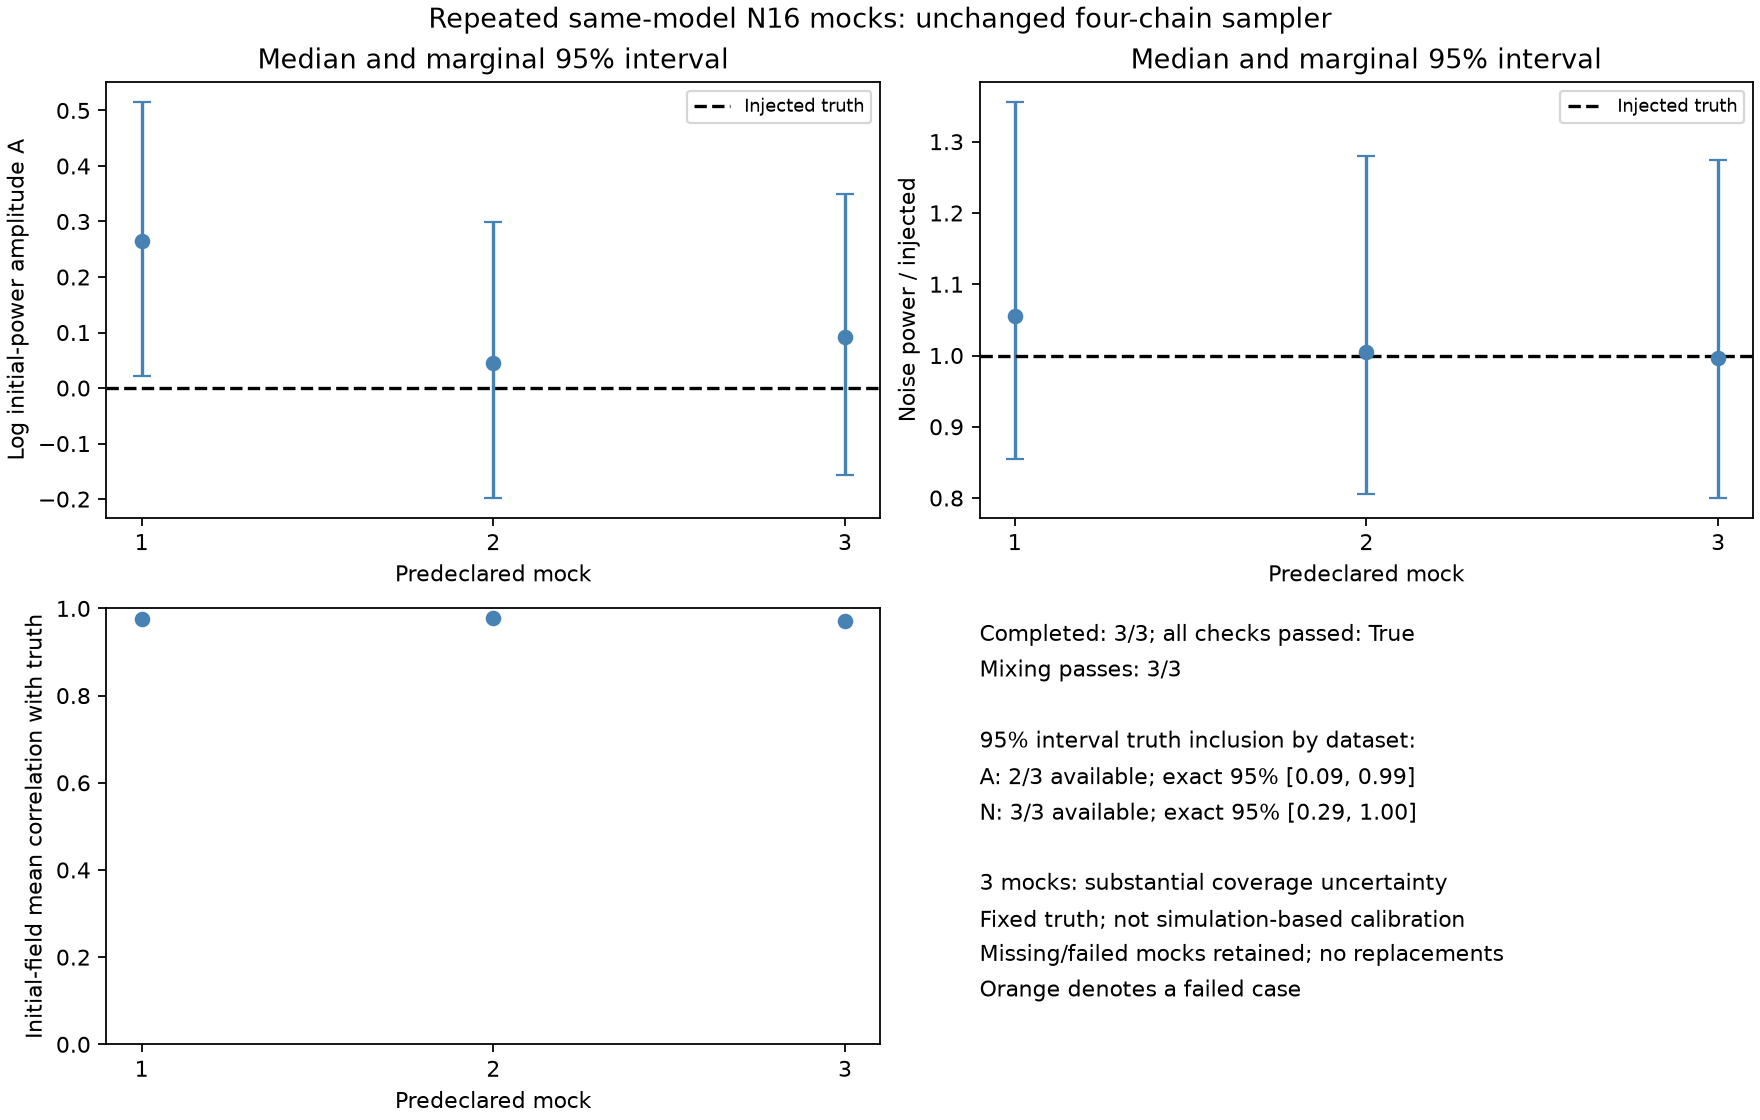 Repeated same-model N16 mocks: unchanged four-chain sampler
Median and marginal 95% interval
Log initial-power amplitude A
0.5
0.4
0.3
0.2
0.1
0.0
−0.1
−0.2
Injected truth
1
2
3
Predeclared mock
Median and marginal 95% interval
Noise power / injected
1.3
1.2
1.1
1.0
0.9
0.8
Injected truth
1
2
3
Predeclared mock
Initial-field mean correlation with truth
1.0
0.8
0.6
0.4
0.2
0.0
1
2
3
Predeclared mock
Completed: 3/3; all checks passed: True
Mixing passes: 3/3
95% interval truth inclusion by dataset:
A: 2/3 available; exact 95% [0.09, 0.99]
N: 3/3 available; exact 95% [0.29, 1.00]
3 mocks: substantial coverage uncertainty
Fixed truth; not simulation-based calibration
Missing/failed mocks retained; no replacements
Orange denotes a failed case